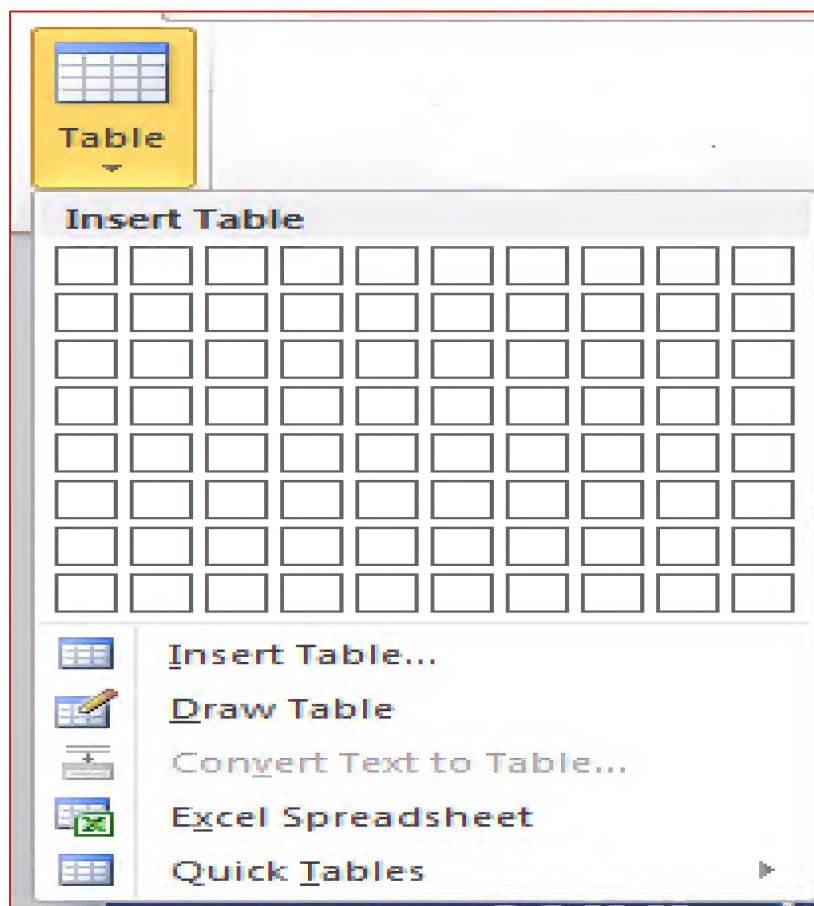 Table
Insert Table
Insert Table...
Draw Table
Convert Text to Table...
Excel Spreadsheet
Quick Tables